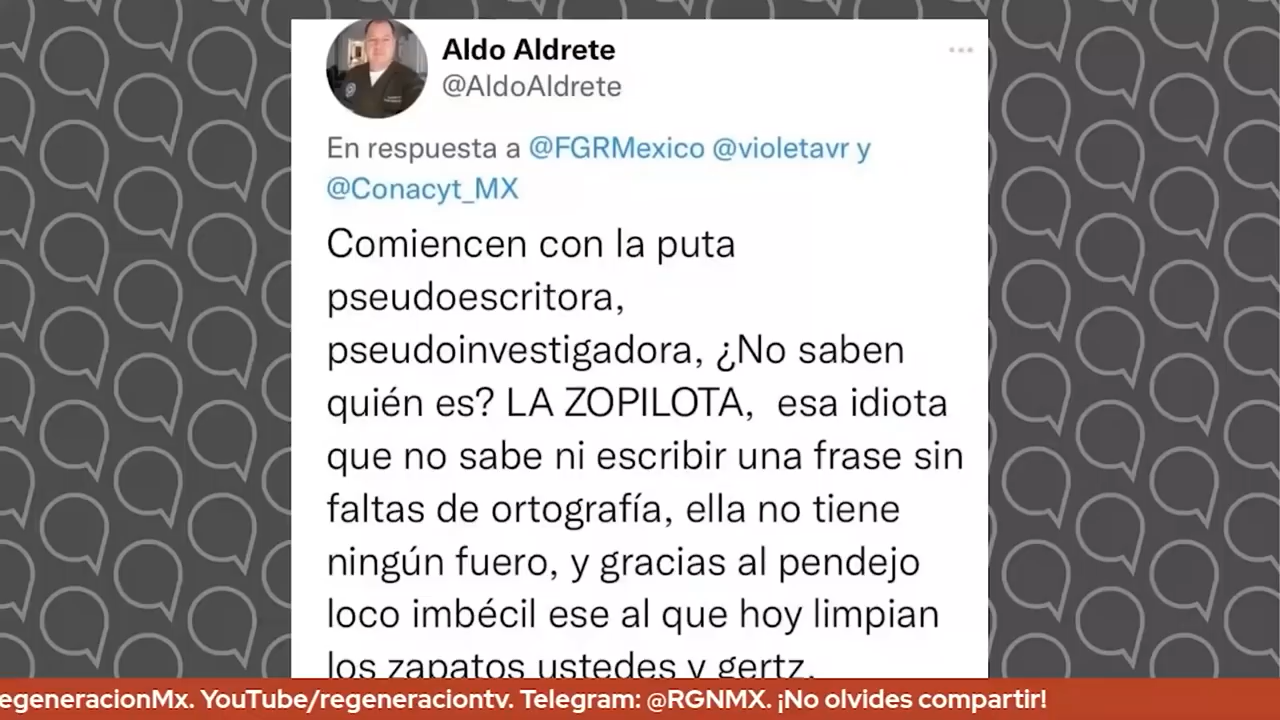 Aldo Aldrete
@AldoAldrete
En respuesta a @FGRMexico @violetavr y
@Conacyt_MX
Comiencen con la puta
pseudoescritora,
pseudoinvestigadora, ¿No saben
quién es? LA ZOPILOTA, esa idiota
que no sabe ni escribir una frase sin
faltas de ortografía, ella no tiene
ningún fuero, y gracias al pendejo
loco imbécil ese al que hoy limpian
los zapatos ustedes y gertz,
egeneracionMx. YouTube/regeneraciontv. Telegram: @RGNMX. ¡No olvides compartir!